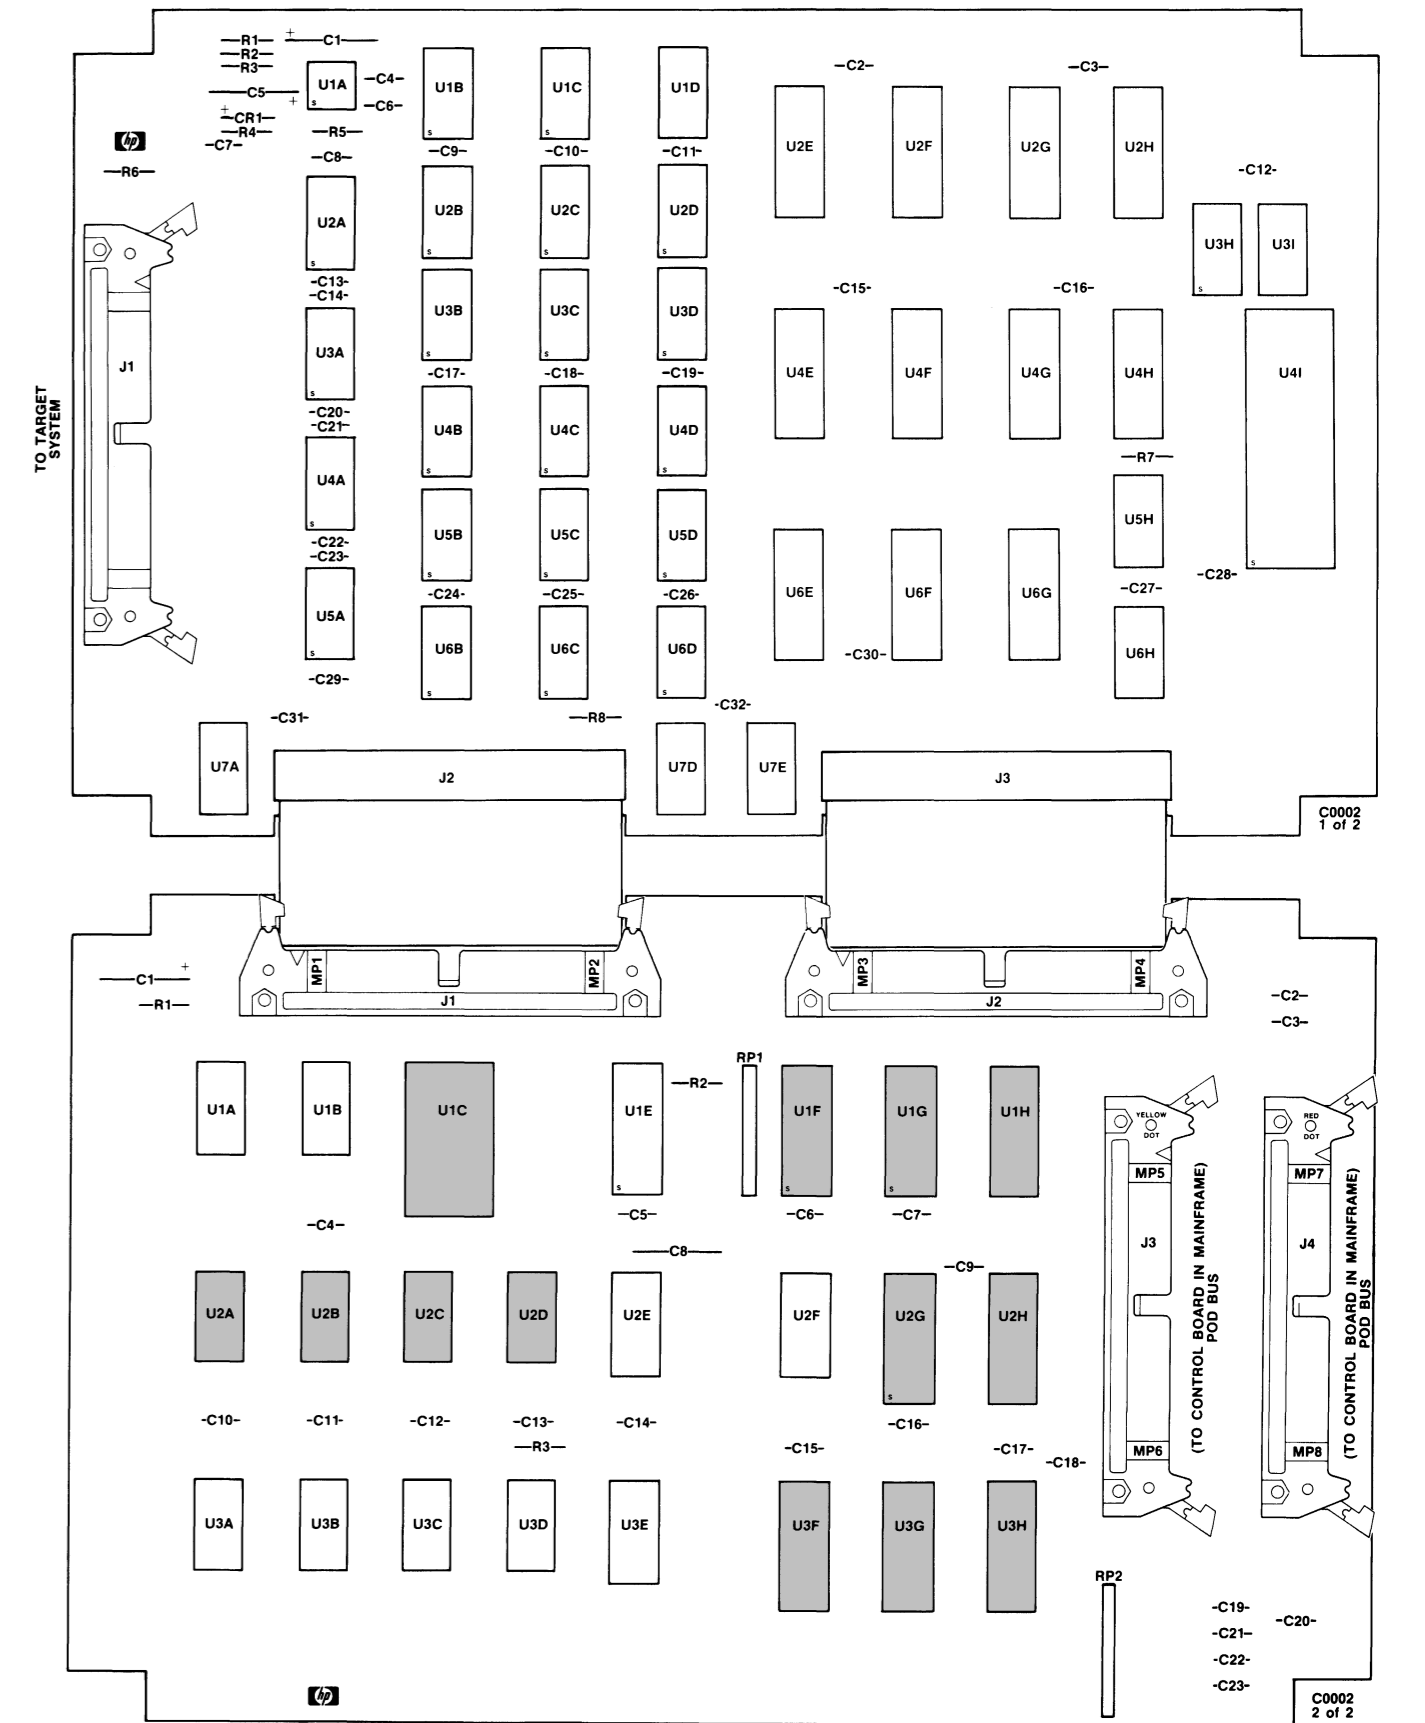 -R1-
+
-C1-
-R2-
-R3-
-C5-
+
U1A
s
-C4-
-C6-
U1B
s
U1C
s
U1D
-C2-
-C3-
+
-CR1-
-R4-
-C7-
-R5-
-C8-
-C9-
-C10-
-C11-
hp
-R6-
U2E
U2F
U2G
U2H
-C12-
U2A
s
U2B
s
U2C
s
U2D
s
U3H
s
U3I
-C13-
-C14-
-C15-
-C16-
U3B
s
U3C
s
U3D
s
J1
U3A
s
-C17-
-C18-
-C19-
U4E
U4F
U4G
U4H
U4I
s
TO TARGET
SYSTEM
-C20-
-C21-
U4B
s
U4C
s
U4D
s
-R7-
U4A
s
U5B
s
U5C
s
U5D
s
U5H
-C22-
-C23-
-C28-
-C24-
-C25-
-C26-
U6E
U6F
U6G
-C27-
U5A
s
U6B
s
U6C
s
U6D
s
-C30-
U6H
-C29-
-C31-
-R8-
-C32-
U7A
J2
U7D
U7E
J3
C0002
1 of 2
-C1-
+
-R1-
MP1
MP2
J1
MP3
MP4
J2
-C2-
-C3-
RP1
U1A
U1B
U1C
U1E
s
-R2-
U1F
s
U1G
s
U1H
YELLOW
DOT
RED
DOT
MP5
MP7
-C4-
-C5-
-C6-
-C7-
-C8-
-C9-
J3
(TO CONTROL BOARD IN MAINFRAME)
POD BUS
J4
(TO CONTROL BOARD IN MAINFRAME)
POD BUS
U2A
U2B
U2C
U2D
U2E
U2F
U2G
s
U2H
-C10-
-C11-
-C12-
-C13-
-C14-
-C16-
-R3-
-C15-
-C17-
-C18-
MP6
MP8
U3A
U3B
U3C
U3D
U3E
U3F
U3G
U3H
RP2
-C19-
-C20-
-C21-
-C22-
-C23-
hp
C0002
2 of 2